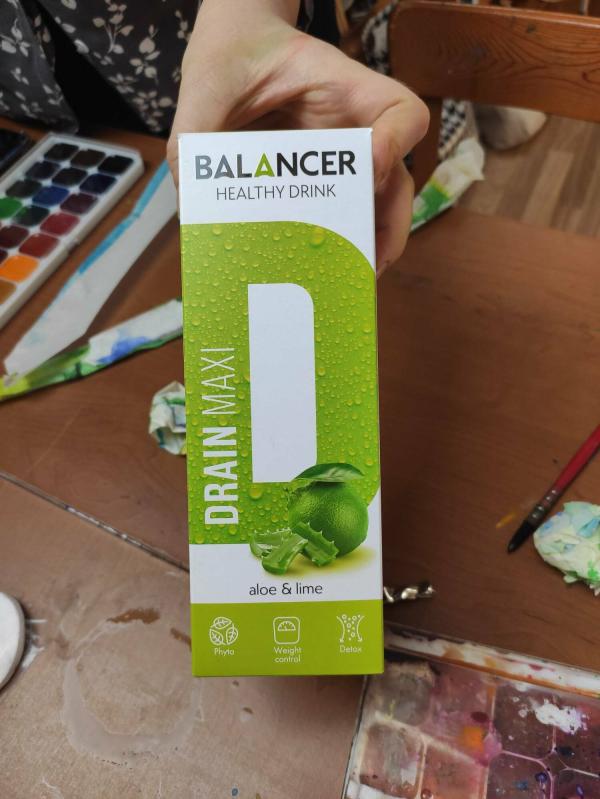 BALANCER
HEALTHY DRINK
DRAIN MAXI
aloe & lime
Phyto
Weight
control
Detox